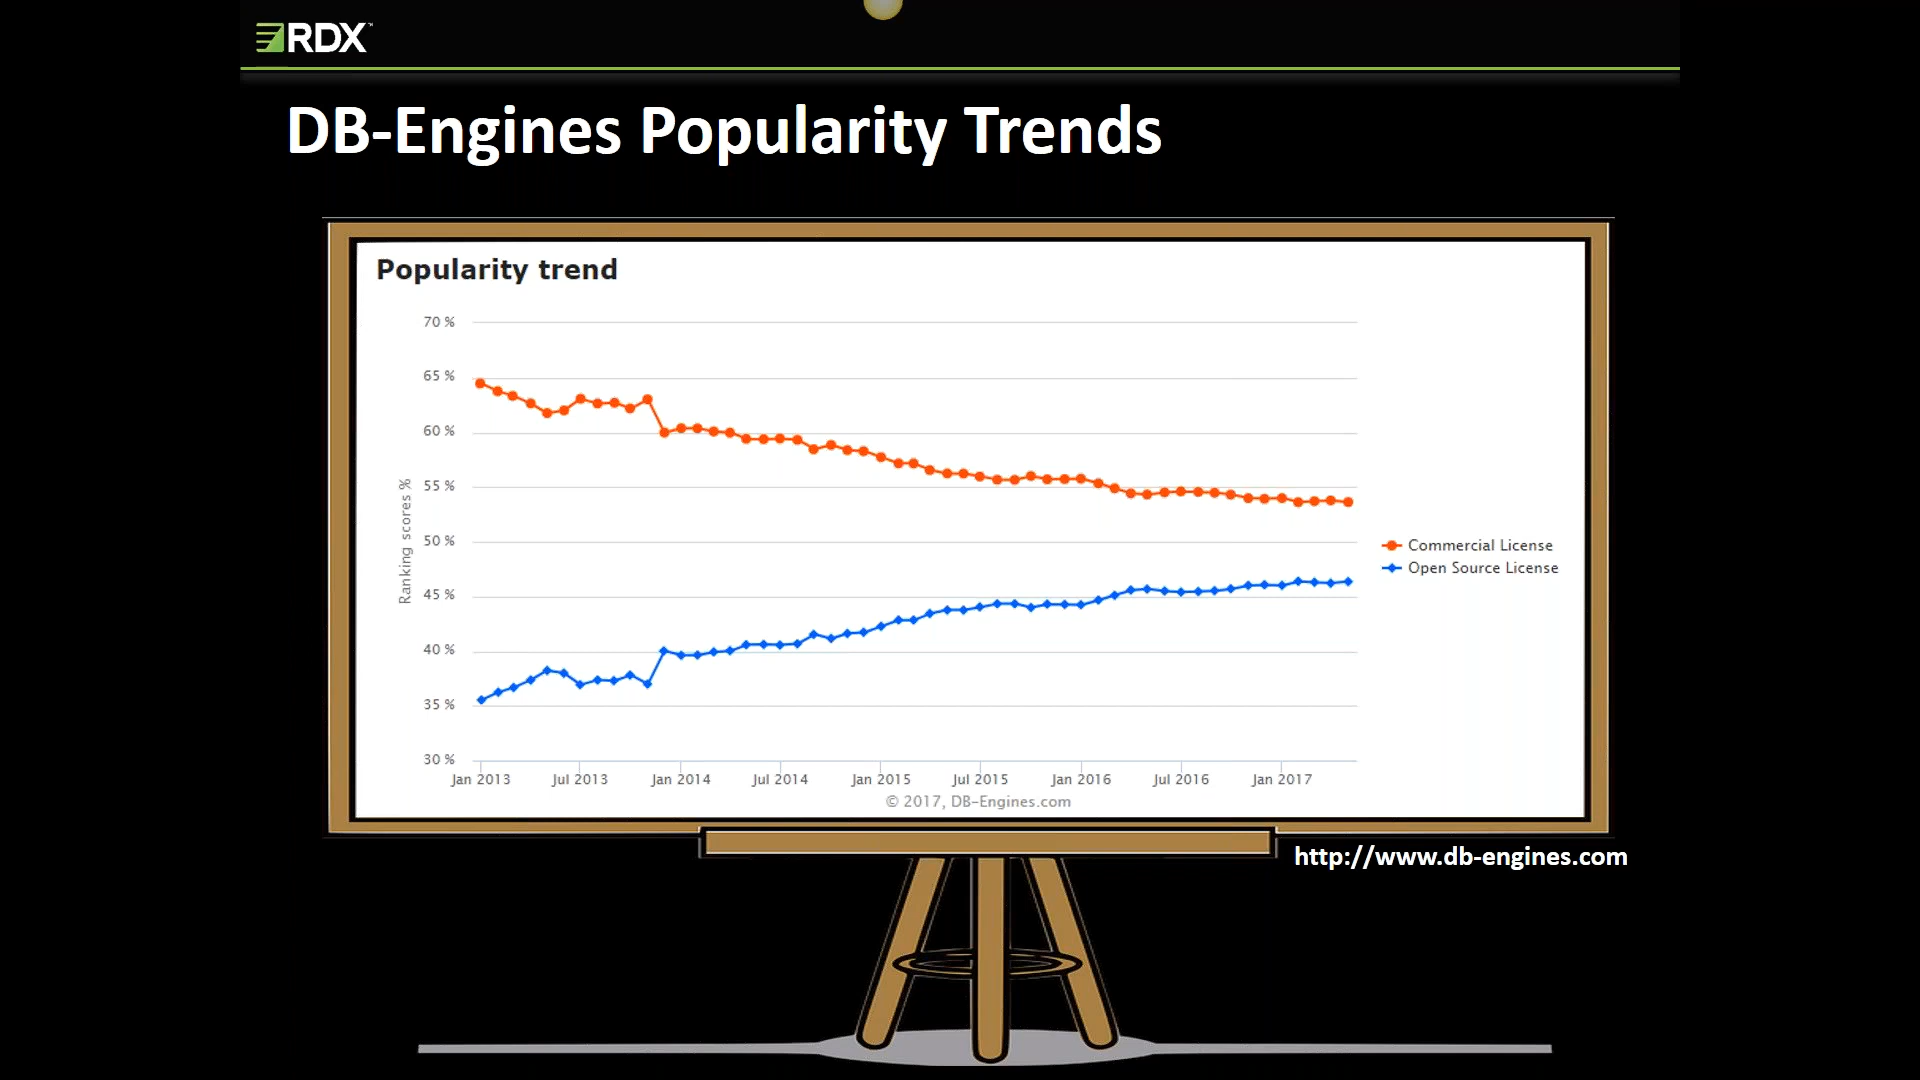 RDX™
DB-Engines Popularity Trends
Popularity trend
70 %
65 %
60 %
55 %
50 %
45 %
40 %
35 %
30 %
Ranking scores %
Jan 2013 Jul 2013 Jan 2014 Jul 2014 Jan 2015 Jul 2015 Jan 2016 Jul 2016 Jan 2017
Commercial License
Open Source License
© 2017, DB-Engines.com
http://www.db-engines.com